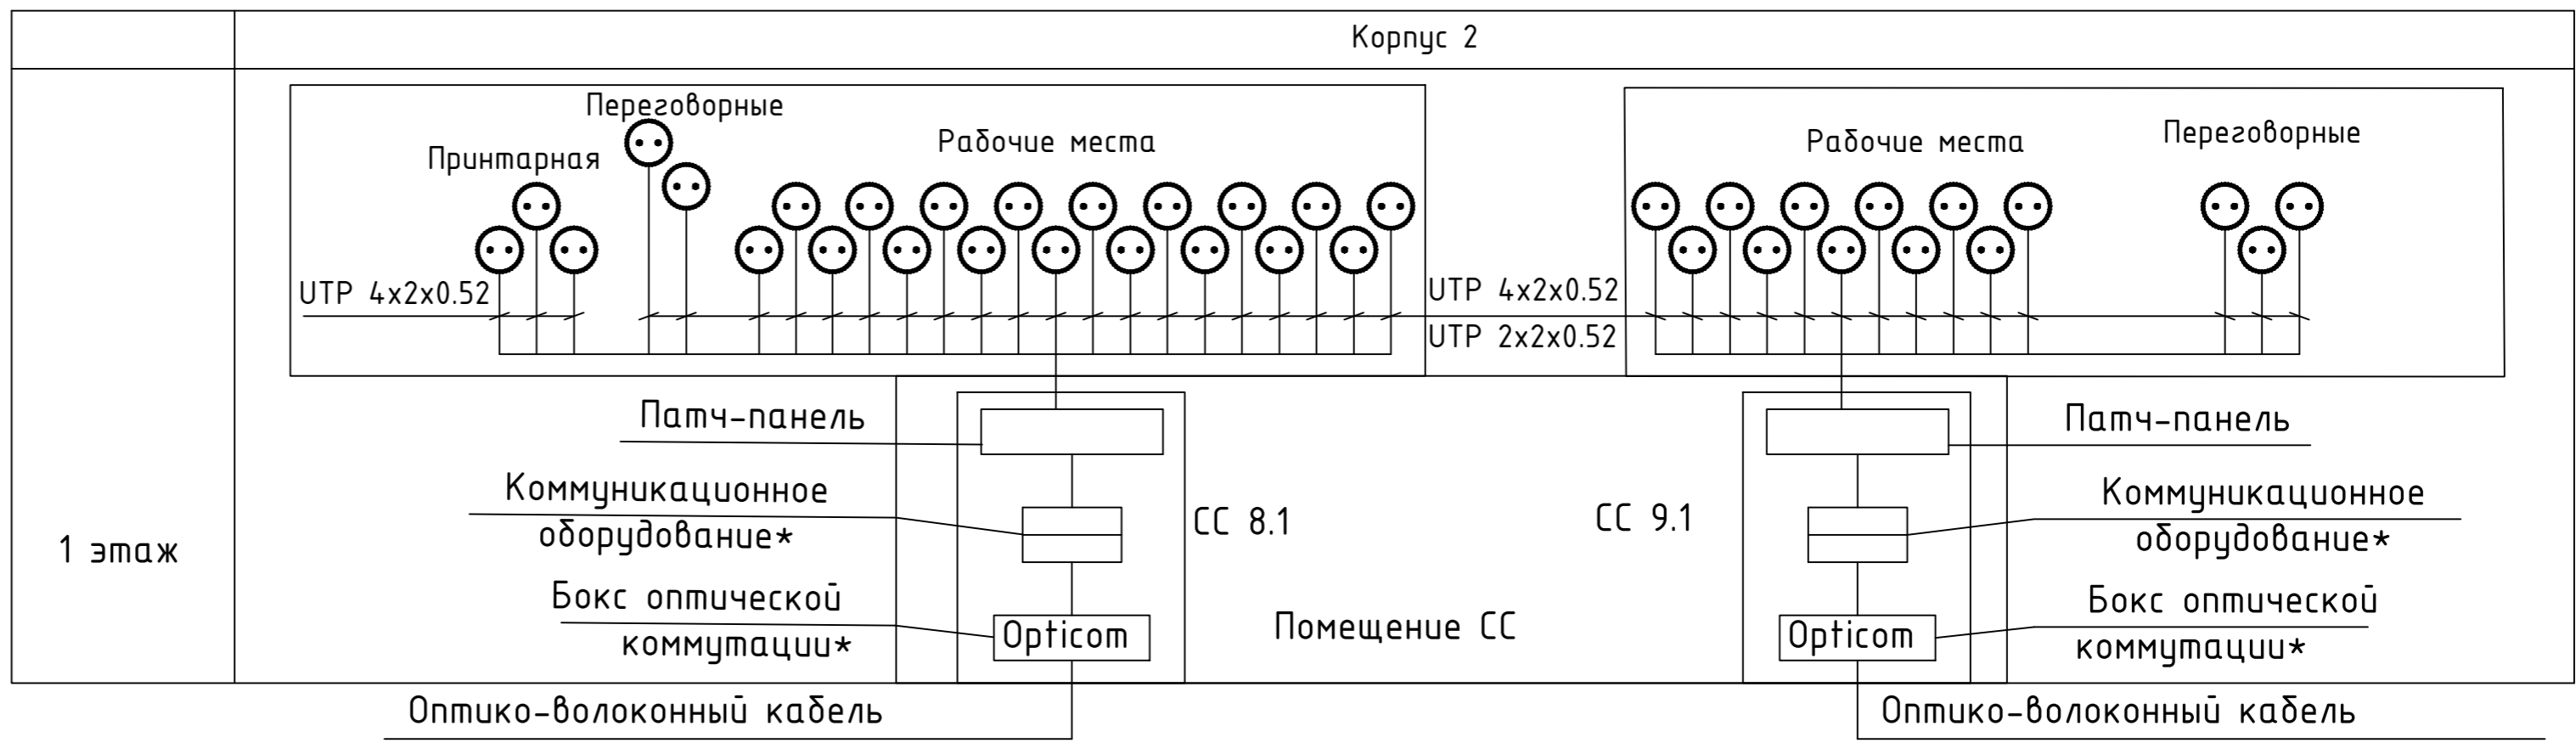 Корпус 2
Переговорные
Принтарная
Рабочие места
Рабочие места
Переговорные
UTP 4x2x0.52
UTP 4x2x0.52
UTP 2x2x0.52
Патч-панель
Патч-панель
Коммуникационное
оборудование*
СС 8.1
СС 9.1
Коммуникационное
оборудование*
1 этаж
Бокс оптической
коммутации*
Opticom
Помещение СС
Opticom
Бокс оптической
коммутации*
Оптико-волоконный кабель
Оптико-волоконный кабель